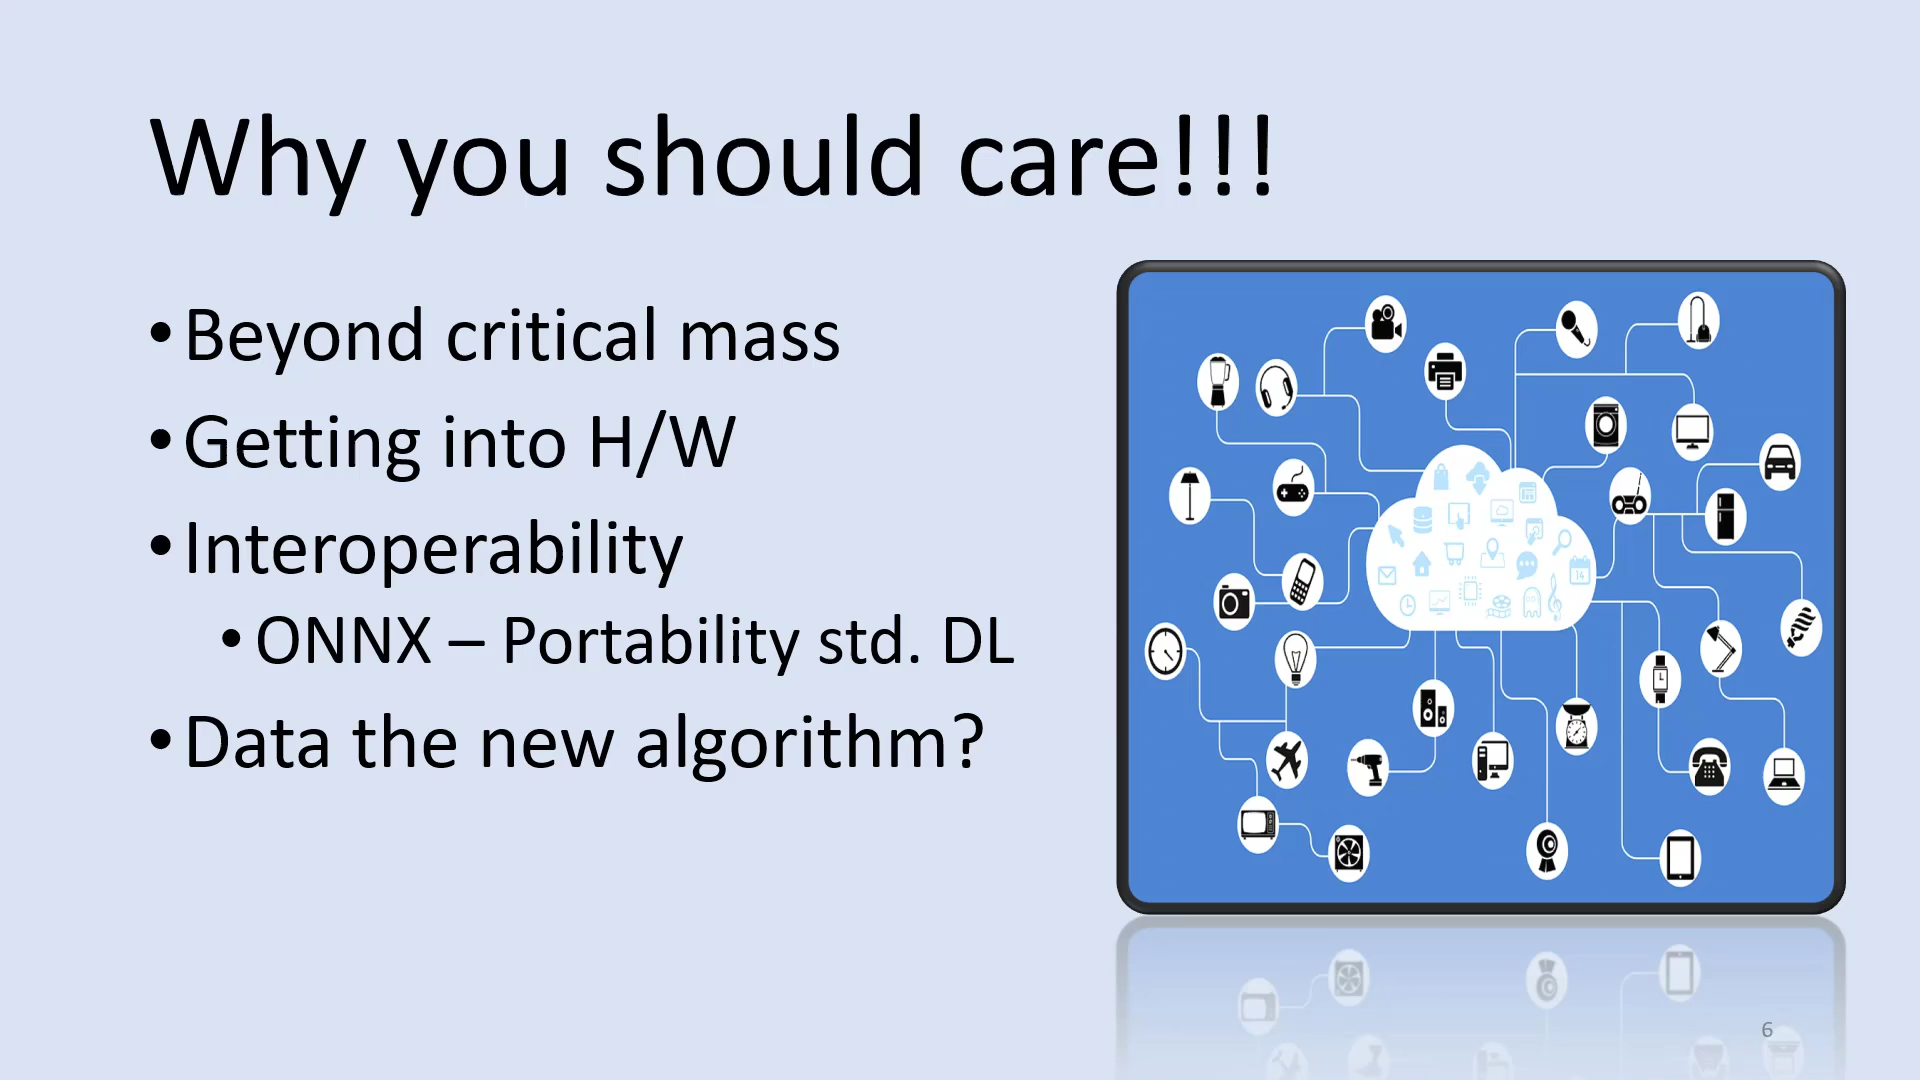 Why you should care!!!
• Beyond critical mass
• Getting into H/W
• Interoperability
• ONNX – Portability std. DL
• Data the new algorithm?
14
6